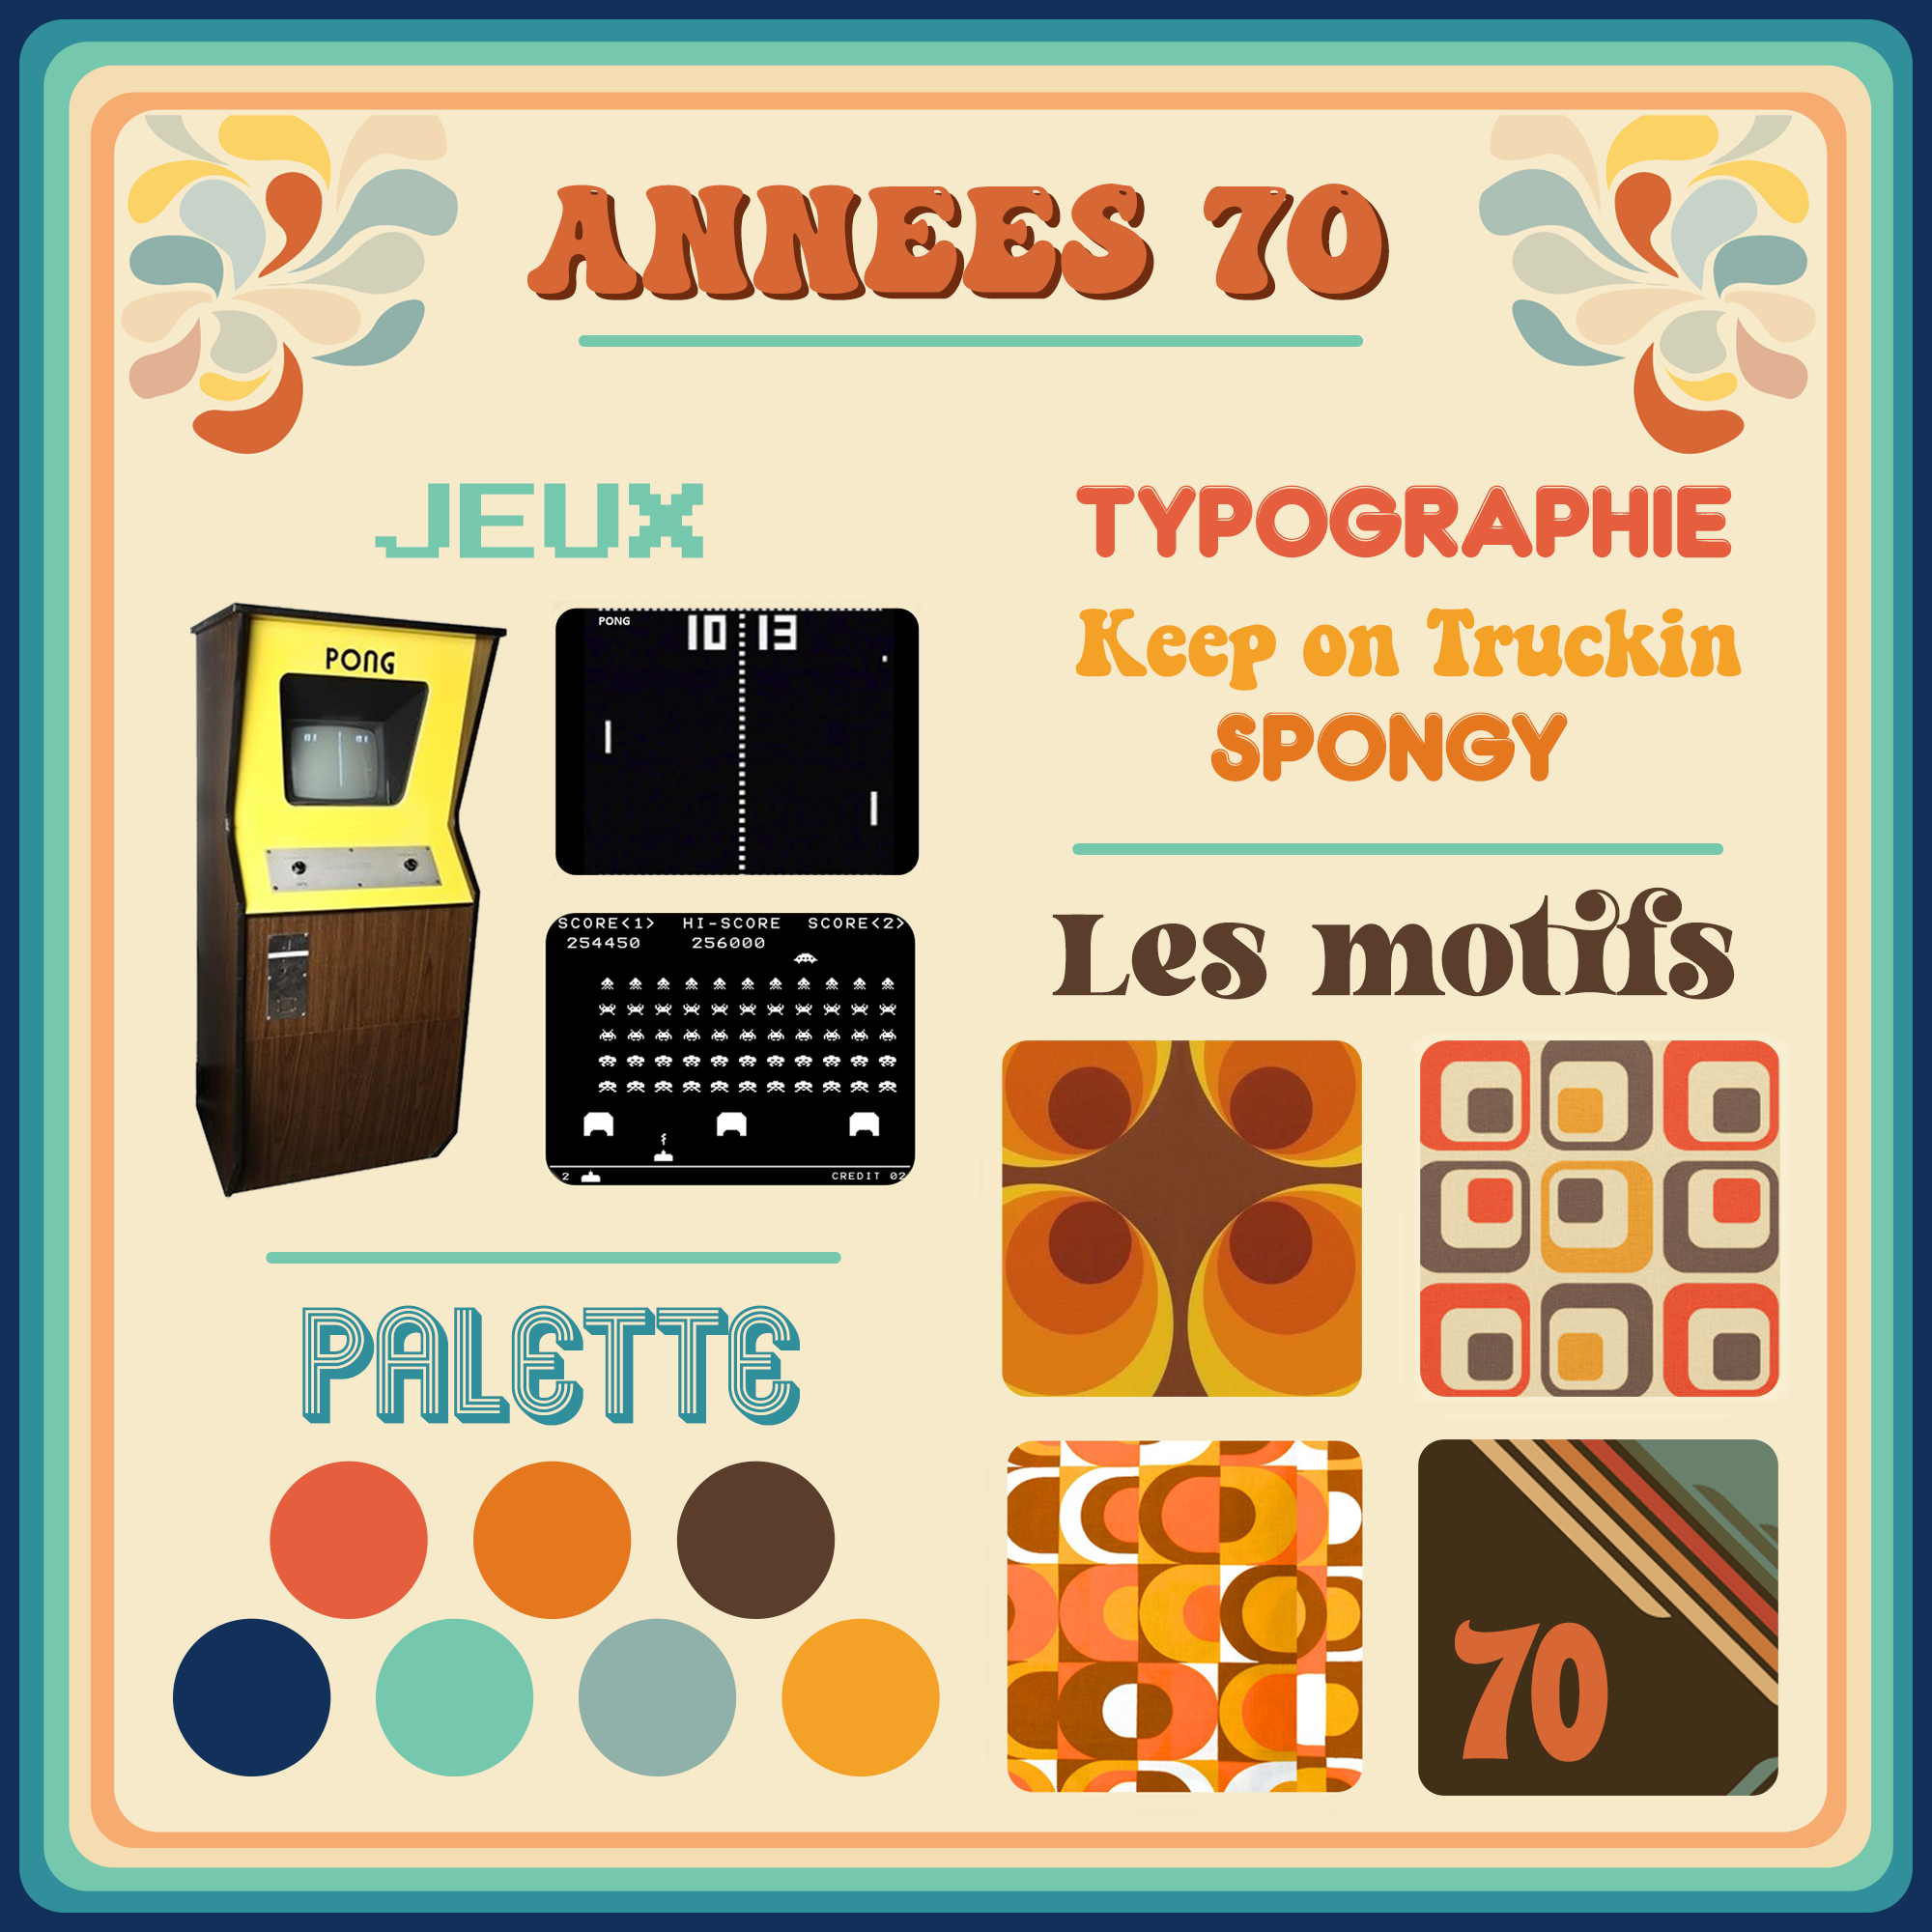 ANNEES 70
JEUX
PONG
PONG
10 13
SCORE<1> HI-SCORE SCORE<2>
254450 256000
2 CREDIT 02
PALETTE
TYPOGRAPHIE
Keep on Truckin
SPONGY
Les motifs
70